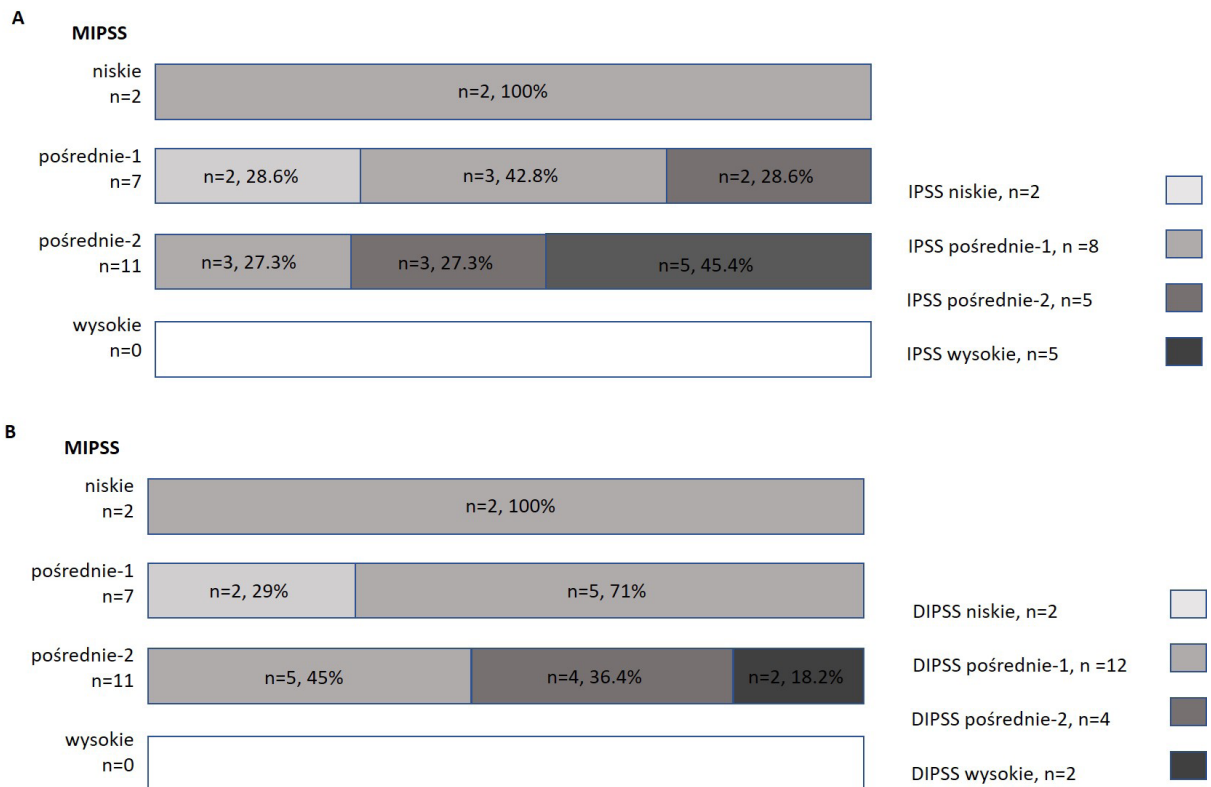 A
MIPSS
niskie
n=2
n=2, 100%
pośrednie-1
n=7
n=2, 28.6%
n=3, 42.8%
n=2, 28.6%
pośrednie-2
n=11
n=3, 27.3%
n=3, 27.3%
n=5, 45.4%
wysokie
n=0
IPSS niskie, n=2
IPSS pośrednie-1, n =8
IPSS pośrednie-2, n=5
IPSS wysokie, n=5
B
MIPSS
niskie
n=2
n=2, 100%
pośrednie-1
n=7
n=2, 29%
n=5, 71%
pośrednie-2
n=11
n=5, 45%
n=4, 36.4%
n=2, 18.2%
wysokie
n=0
DIPSS niskie, n=2
DIPSS pośrednie-1, n =12
DIPSS pośrednie-2, n=4
DIPSS wysokie, n=2